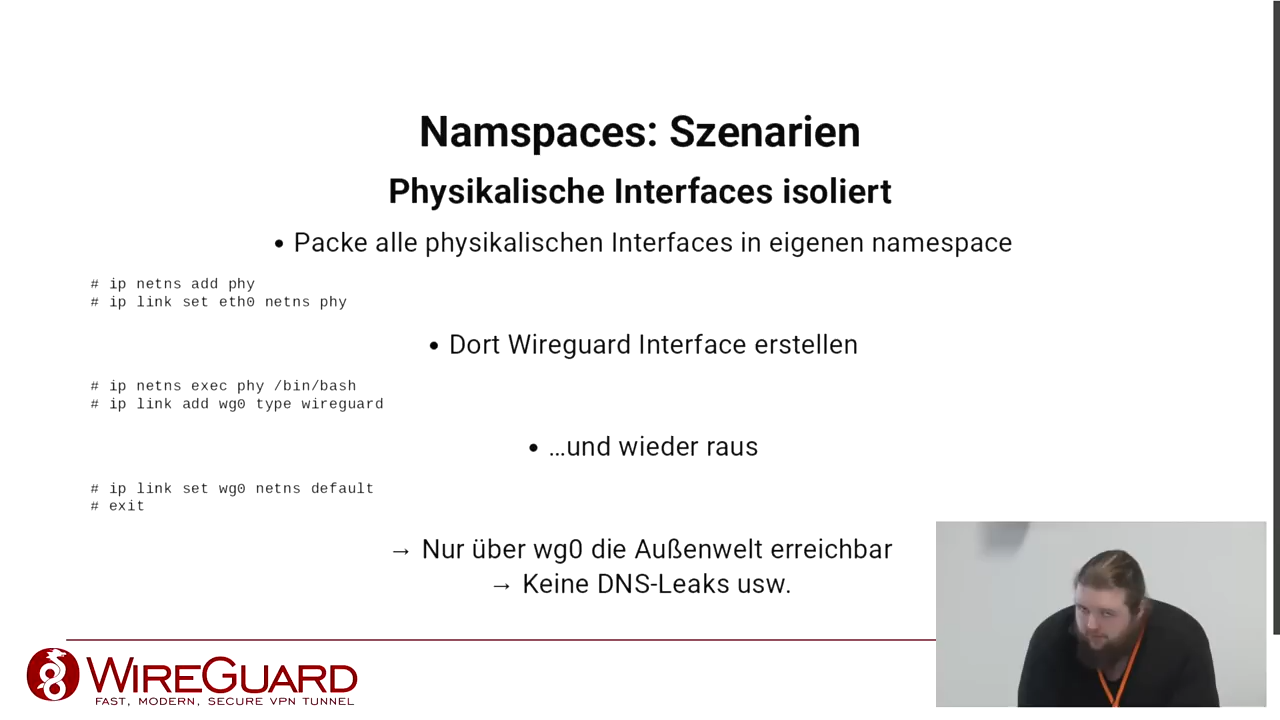 Namspaces: Szenarien
Physikalische Interfaces isoliert
• Packe alle physikalischen Interfaces in eigenen namespace
# ip netns add phy
# ip link set eth0 netns phy
• Dort Wireguard Interface erstellen
# ip netns exec phy /bin/bash
# ip link add wg0 type wireguard
• …und wieder raus
# ip link set wg0 netns default
# exit
→ Nur über wg0 die Außenwelt erreichbar
→ Keine DNS-Leaks usw.
WIREGUARD
FAST, MODERN, SECURE VPN TUNNEL